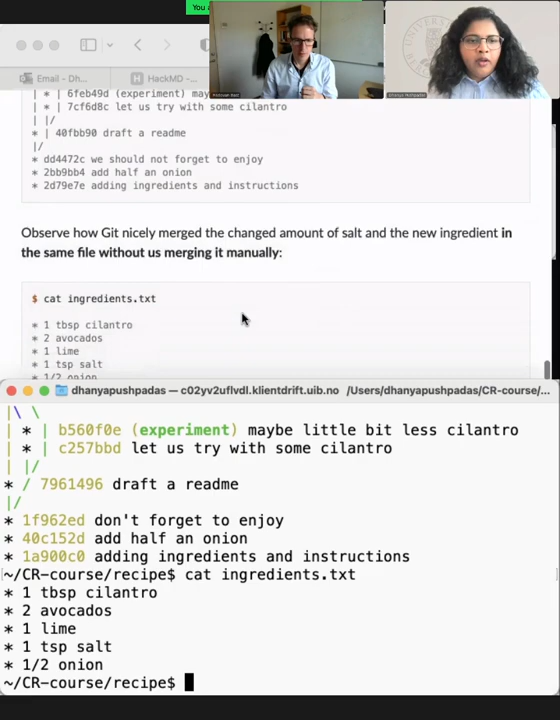 You a
Email - Dh...
HackMD -...
| * | 6feb49d (experiment) may
| * | 7cf6d8c let us try with some cilantro
| |/
* | 40fbb90 draft a readme
|/
* dd4472c we should not forget to enjoy
* 2bb9bb4 add half an onion
* 2d79e7e adding ingredients and instructions
Observe how Git nicely merged the changed amount of salt and the new ingredient in
the same file without us merging it manually:
$ cat ingredients.txt
* 1 tbsp cilantro
* 2 avocados
* 1 lime
* 1 tsp salt
* 1/2 onion
dhanyapushpadas — c02yv2uflvdl.klientdrift.uib.no /Users/dhanyapushpadas/CR-course/...
|\ \
| * | b560f0e (experiment) maybe little bit less cilantro
| * | c257bbd let us try with some cilantro
| |/
* / 7961496 draft a readme
|/
* 1f962ed don't forget to enjoy
* 40c152d add half an onion
* 1a900c0 adding ingredients and instructions
~/CR-course/recipe$ cat ingredients.txt
* 1 tbsp cilantro
* 2 avocados
* 1 lime
* 1 tsp salt
* 1/2 onion
~/CR-course/recipe$